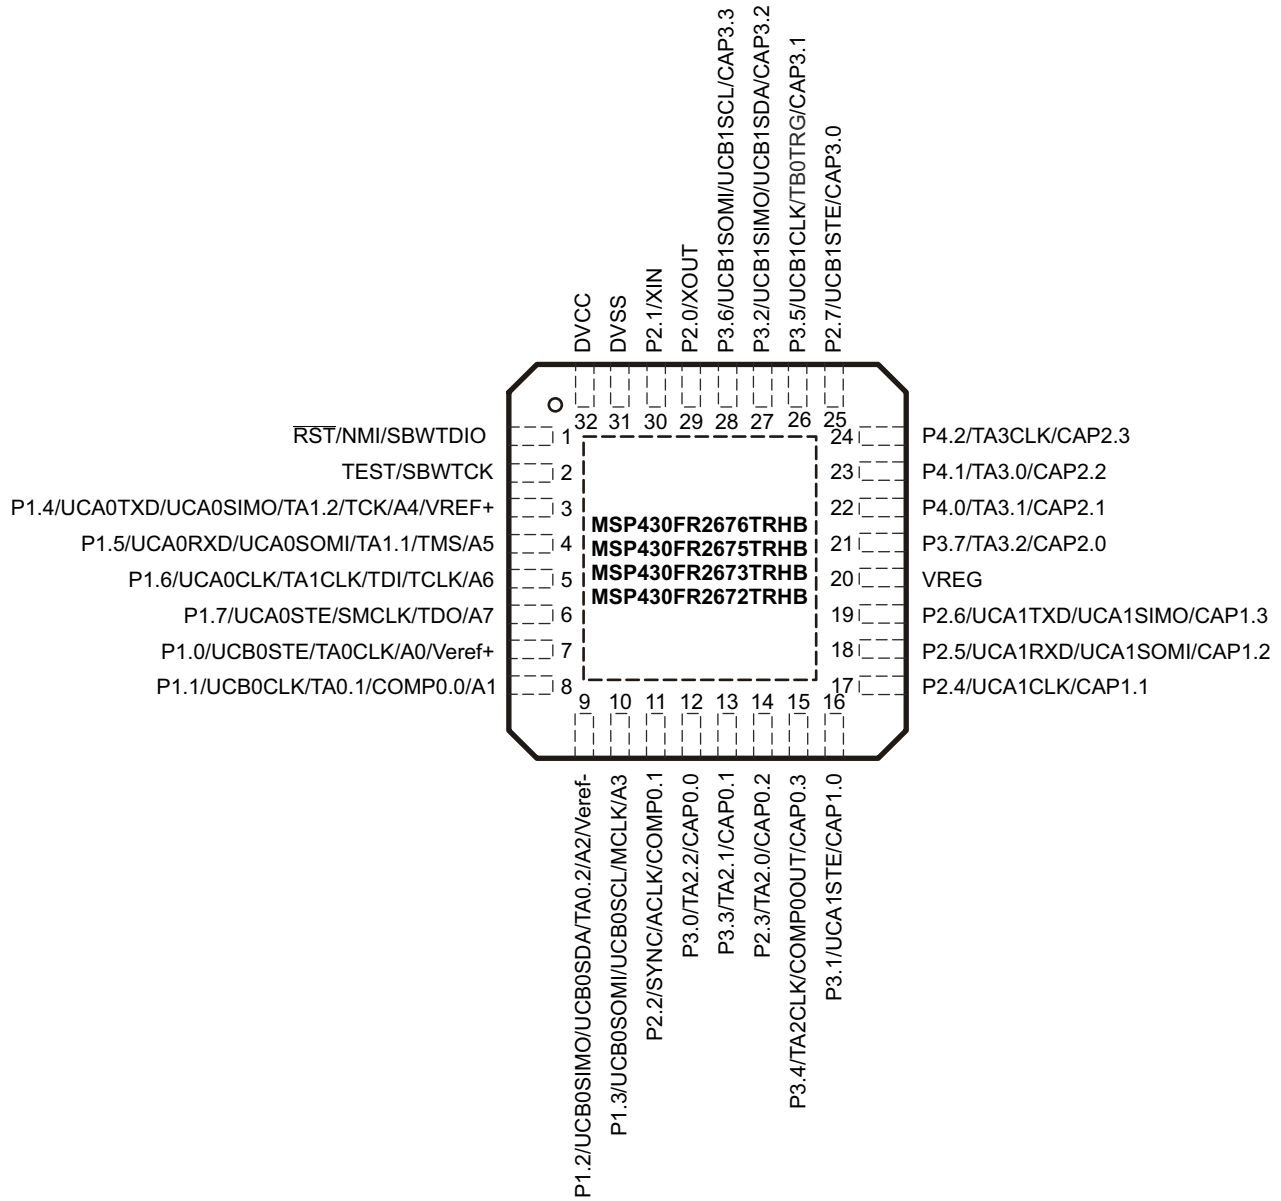 P3.6/UCB1SOMI/UCB1SCL/CAP3.3
P3.2/UCB1SIMO/UCB1SDA/CAP3.2
P3.5/UCB1CLK/TB0TRG/CAP3.1
P2.7/UCB1STE/CAP3.0
DVCC
DVSS
P2.1/XIN
P2.0/XOUT
32 31 30 29 28 27 26 25
RST/NMI/SBWTDIO 1
TEST/SBWTCK 2
P1.4/UCA0TXD/UCA0SIMO/TA1.2/TCK/A4/VREF+ 3
P1.5/UCA0RXD/UCA0SOMI/TA1.1/TMS/A5 4
P1.6/UCA0CLK/TA1CLK/TDI/TCLK/A6 5
P1.7/UCA0STE/SMCLK/TDO/A7 6
P1.0/UCB0STE/TA0CLK/A0/Veref+ 7
P1.1/UCB0CLK/TA0.1/COMP0.0/A1 8
MSP430FR2676TRHB
MSP430FR2675TRHB
MSP430FR2673TRHB
MSP430FR2672TRHB
24 P4.2/TA3CLK/CAP2.3
23 P4.1/TA3.0/CAP2.2
22 P4.0/TA3.1/CAP2.1
21 P3.7/TA3.2/CAP2.0
20 VREG
19 P2.6/UCA1TXD/UCA1SIMO/CAP1.3
18 P2.5/UCA1RXD/UCA1SOMI/CAP1.2
17 P2.4/UCA1CLK/CAP1.1
9 10 11 12 13 14 15 16
P1.2/UCB0SIMO/UCB0SDA/TA0.2/A2/Veref-
P1.3/UCB0SOMI/UCB0SCL/MCLK/A3
P2.2/SYNC/ACLK/COMP0.1
P3.0/TA2.2/CAP0.0
P3.3/TA2.1/CAP0.1
P2.3/TA2.0/CAP0.2
P3.4/TA2CLK/COMP0OUT/CAP0.3
P3.1/UCA1STE/CAP1.0